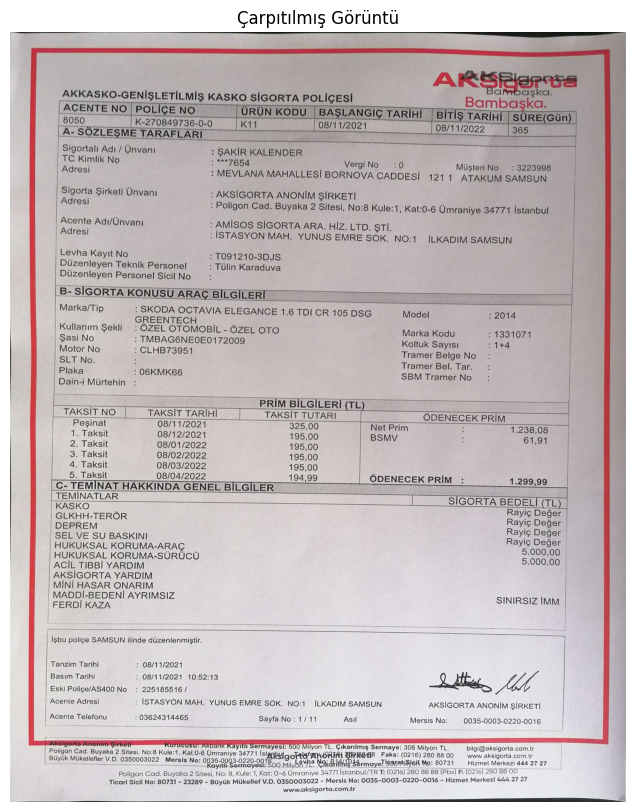 Çarpıtılmış Görüntü
AKSigorta
Bambaşka.
AKSigorta
Bambaşka.
AKKASKO-GENİŞLETİLMİŞ KASKO SİGORTA POLİÇESİ
ACENTE NO POLİÇE NO ÜRÜN KODU BAŞLANGIÇ TARİHİ BİTİŞ TARİHİ SÜRE(Gün)
8050 K-270849736-0-0 K11 08/11/2021 08/11/2022 365
A- SÖZLEŞME TARAFLARI
Sigortalı Adı / Ünvanı : ŞAKİR KALENDER
TC Kimlik No : ***7654 Vergi No : 0 Müşteri No : 3223998
Adresi : MEVLANA MAHALLESİ BORNOVA CADDESİ 121 1 ATAKUM SAMSUN
Sigorta Şirketi Ünvanı : AKSİGORTA ANONİM ŞİRKETİ
Adresi : Poligon Cad. Buyaka 2 Sitesi, No:8 Kule:1, Kat:0-6 Ümraniye 34771 İstanbul
Acente Adı/Ünvanı : AMİSOS SİGORTA ARA. HİZ. LTD. ŞTİ.
Adresi : İSTASYON MAH. YUNUS EMRE SOK. NO:1 İLKADIM SAMSUN
Levha Kayıt No : T091210-3DJS
Düzenleyen Teknik Personel : Tülin Karaduva
Düzenleyen Personel Sicil No :
B- SİGORTA KONUSU ARAÇ BİLGİLERİ
Marka/Tip : SKODA OCTAVIA ELEGANCE 1.6 TDI CR 105 DSG GREENTECH Model : 2014
Kullanım Şekli : ÖZEL OTOMOBİL - ÖZEL OTO Marka Kodu : 1331071
Şasi No : TMBAG6NE0E0172009 Koltuk Sayısı : 1+4
Motor No : CLHB73951 Tramer Belge No :
SLT No. : Tramer Bel. Tar. :
Plaka : 06KMK66 SBM Tramer No :
Dain-i Mürtehin :
PRİM BİLGİLERİ (TL)
TAKSİT NO TAKSİT TARİHİ TAKSİT TUTARI ÖDENECEK PRİM
Peşinat 08/11/2021 325,00 Net Prim : 1.238,08
1. Taksit 08/12/2021 195,00 BSMV : 61,91
2. Taksit 08/01/2022 195,00
3. Taksit 08/02/2022 195,00
4. Taksit 08/03/2022 195,00
5. Taksit 08/04/2022 194,99 ÖDENECEK PRİM : 1.299,99
C- TEMİNAT HAKKINDA GENEL BİLGİLER
TEMİNATLAR SİGORTA BEDELİ (TL)
KASKO Rayiç Değer
GLKHH-TERÖR Rayiç Değer
DEPREM Rayiç Değer
SEL VE SU BASKINI Rayiç Değer
HUKUKSAL KORUMA-ARAÇ 5.000,00
HUKUKSAL KORUMA-SÜRÜCÜ 5.000,00
ACİL TIBBİ YARDIM
AKSİGORTA YARDIM
MİNİ HASAR ONARIM
MADDİ-BEDENİ AYRIMSIZ SINIRSIZ İMM
FERDİ KAZA
İşbu poliçe SAMSUN ilinde düzenlenmiştir.
Tanzim Tarihi : 08/11/2021
Basım Tarihi : 08/11/2021 10:52:13
Eski Poliçe/AS400 No : 225185516 /
Acente Adresi : İSTASYON MAH. YUNUS EMRE SOK. NO:1 İLKADIM SAMSUN AKSİGORTA ANONİM ŞİRKETİ
Acente Telefonu : 03624314465 Sayfa No : 1 / 11 Asıl Mersis No: 0035-0003-0220-0016
Aksigorta Anonim Şirketi Kurucusu: Akbank Kayıtlı Sermayesi: 500 Milyon TL. Çıkarılmış Sermaye: 306 Milyon TL. bilgi@aksigorta.com.tr
Poligon Cad. Buyaka 2 Sitesi, No:8 Kule:1, Kat:0-6 Ümraniye 34771 İstanbul Faks: (0216) 280 88 00 www.aksigorta.com.tr
Büyük Mükellefler V.D. 0350003022 Mersis No: 0035-0003-0220-0016 Ticaret Sicil No: 80731 Hizmet Merkezi 444 27 27
Aksigorta Anonim Şirketi
Poligon Cad. Buyaka 2 Sitesi, No: 8, Kule: 1, Kat: 0-6 Ümraniye 34771 İstanbul/TR T: (0216) 280 88 88 (Pbx) F: (0216) 280 88 00
Ticari Sicil No: 80731 - 23289 - Büyük Mükellef V.D. 0350003022 - Mersis No: 0035-0003-0220-0016 - Hizmet Merkezi 444 27 27
www.aksigorta.com.tr